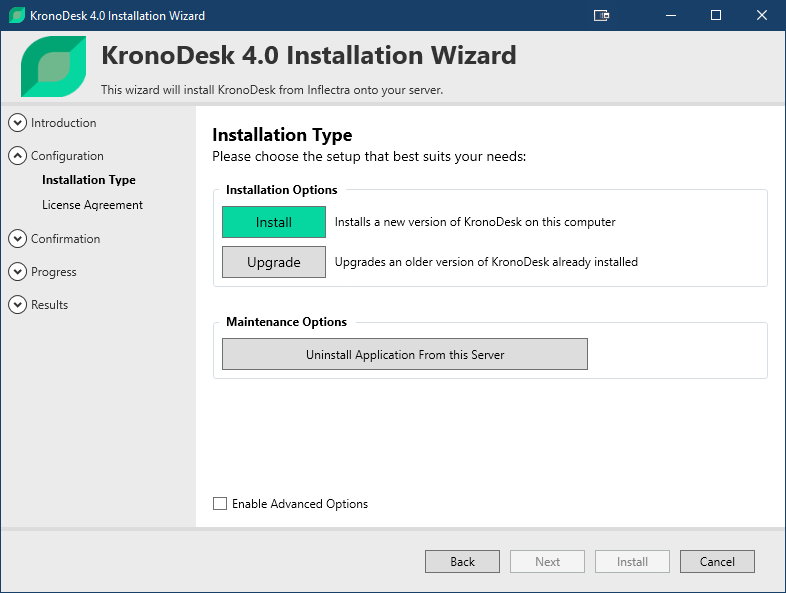 KronoDesk 4.0 Installation Wizard
KronoDesk 4.0 Installation Wizard
This wizard will install KronoDesk from Inflectra onto your server.
Introduction
Configuration
Installation Type
License Agreement
Confirmation
Progress
Results
Installation Type
Please choose the setup that best suits your needs:
Installation Options
Install Installs a new version of KronoDesk on this computer
Upgrade Upgrades an older version of KronoDesk already installed
Maintenance Options
Uninstall Application From this Server
Enable Advanced Options
Back Next Install Cancel